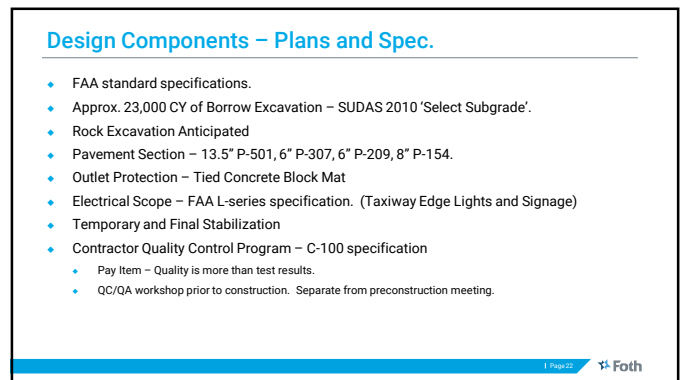 Design Components – Plans and Spec.
FAA standard specifications.
Approx. 23,000 CY of Borrow Excavation – SUDAS 2010 ‘Select Subgrade’.
Rock Excavation Anticipated
Pavement Section – 13.5” P-501, 6” P-307, 6” P-209, 8” P-154.
Outlet Protection – Tied Concrete Block Mat
Electrical Scope – FAA L-series specification. (Taxiway Edge Lights and Signage)
Temporary and Final Stabilization
Contractor Quality Control Program – C-100 specification
Pay Item – Quality is more than test results.
QC/QA workshop prior to construction. Separate from preconstruction meeting.
| Page 22 Foth